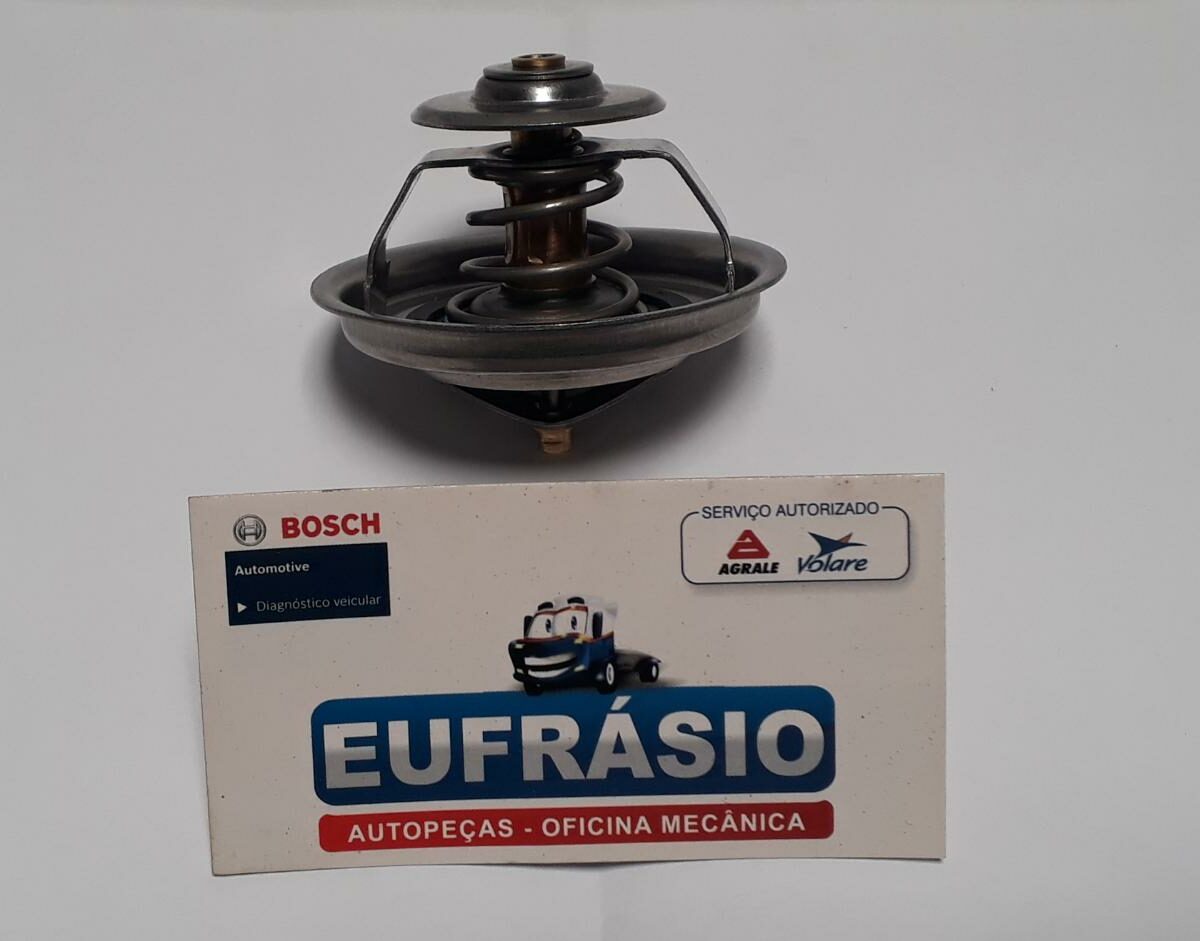 BOSCH
Automotive
► Diagnóstico veicular
SERVIÇO AUTORIZADO
AGRALE Volare
EUFRÁSIO
AUTOPEÇAS - OFICINA MECÂNICA